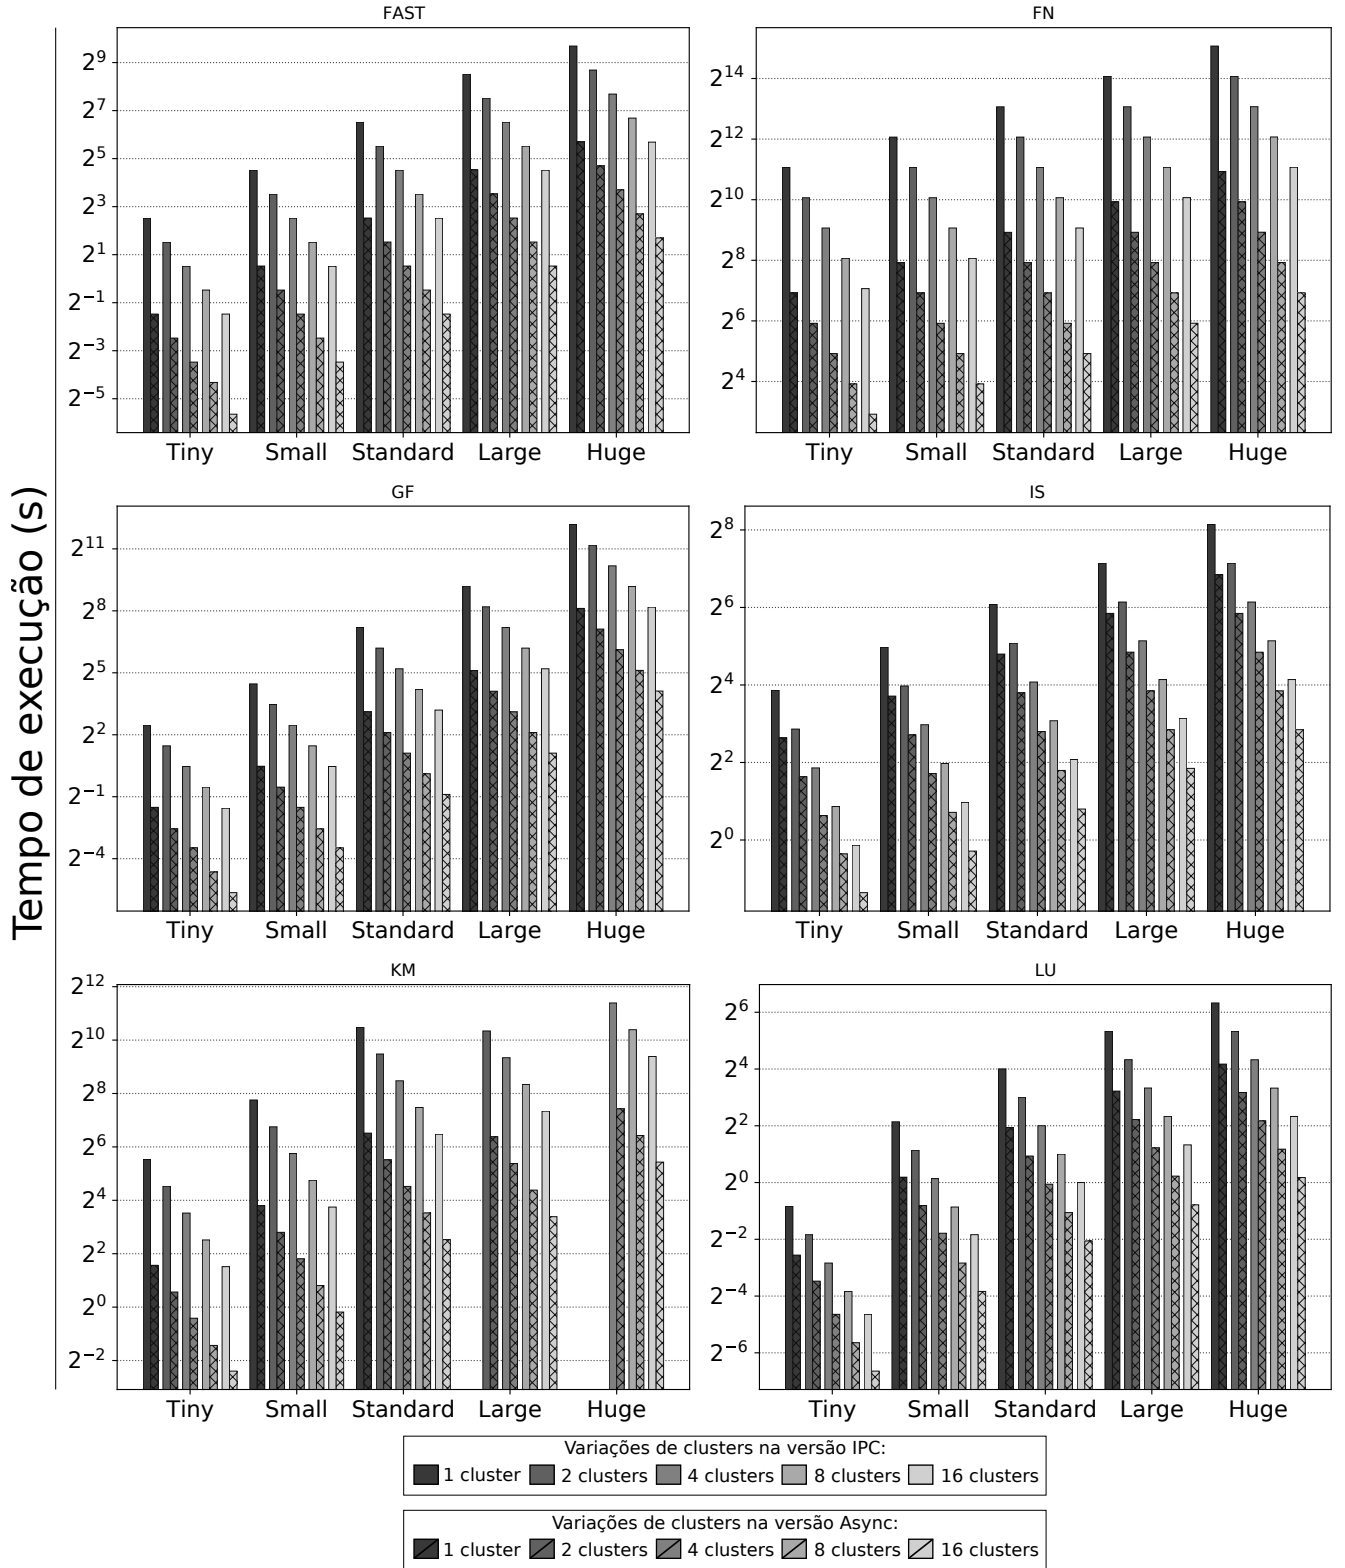 Tempo de execução (s)
FAST
2^9
2^7
2^5
2^3
2^1
2^−1
2^−3
2^−5
Tiny Small Standard Large Huge
FN
2^14
2^12
2^10
2^8
2^6
2^4
Tiny Small Standard Large Huge
GF
2^11
2^8
2^5
2^2
2^−1
2^−4
Tiny Small Standard Large Huge
IS
2^8
2^6
2^4
2^2
2^0
Tiny Small Standard Large Huge
KM
2^12
2^10
2^8
2^6
2^4
2^2
2^0
2^−2
Tiny Small Standard Large Huge
LU
2^6
2^4
2^2
2^0
2^−2
2^−4
2^−6
Tiny Small Standard Large Huge
Variações de clusters na versão IPC:
1 cluster 2 clusters 4 clusters 8 clusters 16 clusters
Variações de clusters na versão Async:
1 cluster 2 clusters 4 clusters 8 clusters 16 clusters